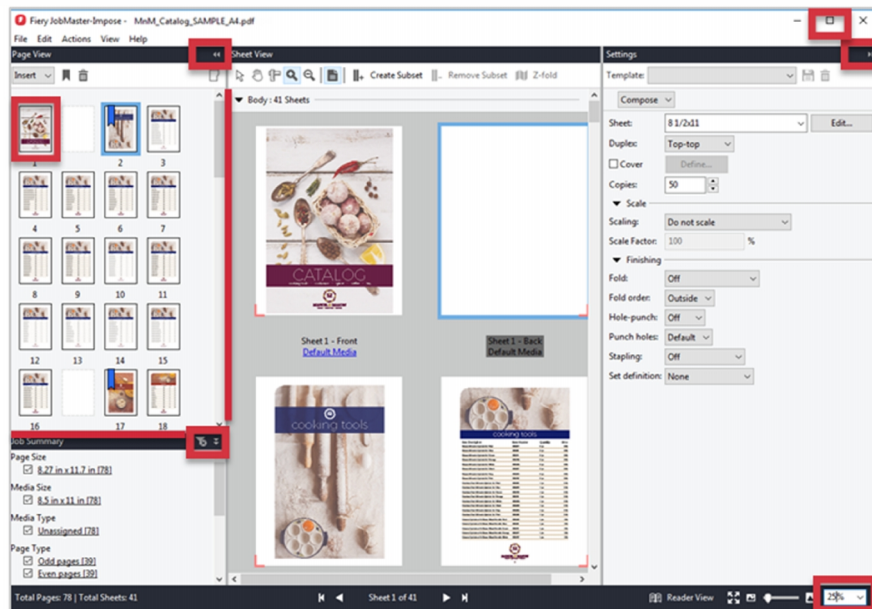 Fiery JobMaster-Impose - MnM_Catalog_SAMPLE_A4.pdf
File Edit Actions View Help
Page View
Sheet View
Settings
Insert
Create Subset
Remove Subset
Z-fold
Template:
Body : 41 Sheets
Compose
Sheet: 8 1/2x11 Edit...
Duplex: Top-top
Cover Define...
Copies: 50
Scale
Scaling: Do not scale
Scale Factor: 100 %
Finishing
Fold: Off
Fold order: Outside
Hole-punch: Off
Punch holes: Default
Stapling: Off
Set definition: None
1 2 3
4 5 6 7
8 9 10 11
12 13 14 15
16 17 18
CATALOG
Sheet 1 - Front
Default Media
Sheet 1 - Back
Default Media
cooking tools
cooking tools
Job Summary
Page Size
8.27 in x 11.7 in [78]
Media Size
8.5 in x 11 in [78]
Media Type
Unassigned [78]
Page Type
Odd pages [39]
Even pages [39]
Total Pages: 78 | Total Sheets: 41
Sheet 1 of 41
Reader View
25%